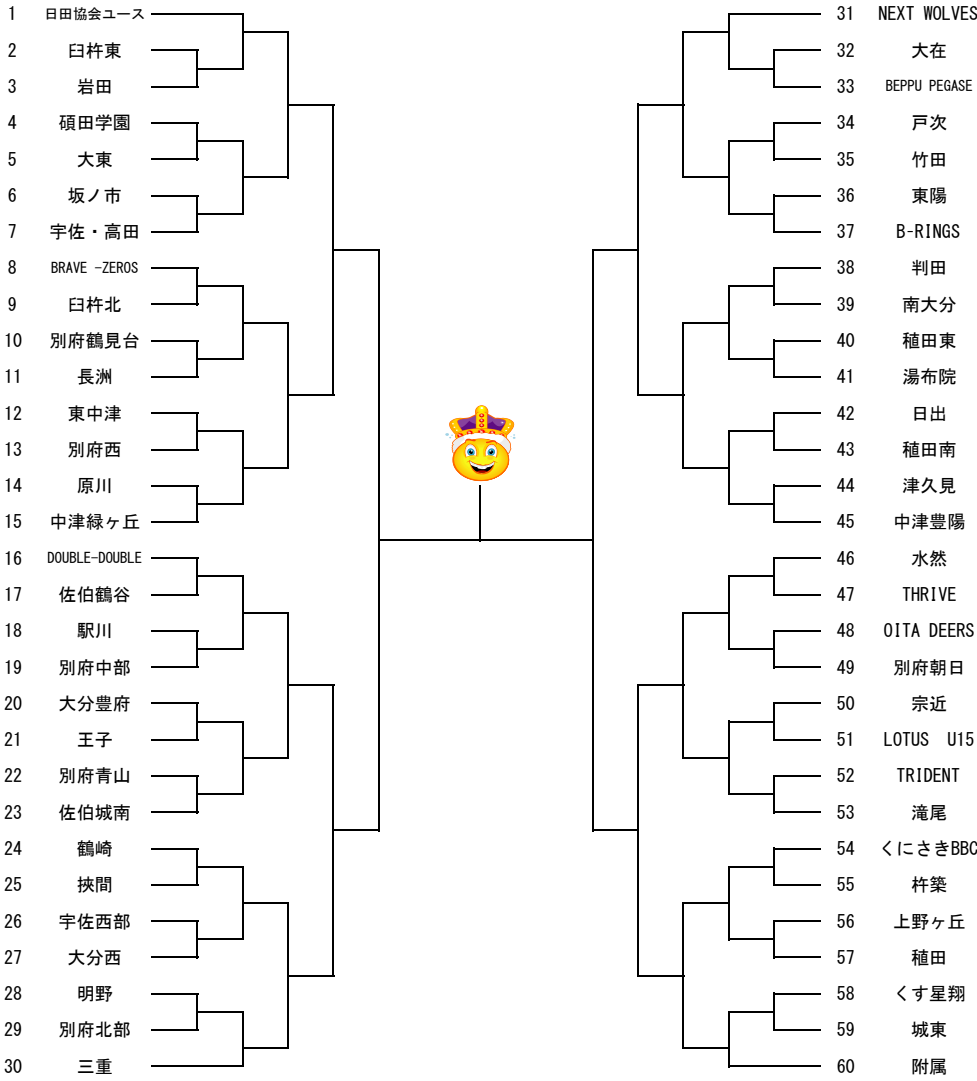 1 日田協会ユース
2 臼杵東
3 岩田
4 碩田学園
5 大東
6 坂ノ市
7 宇佐・高田
8 BRAVE -ZEROS
9 臼杵北
10 別府鶴見台
11 長洲
12 東中津
13 別府西
14 原川
15 中津緑ヶ丘
16 DOUBLE-DOUBLE
17 佐伯鶴谷
18 駅川
19 別府中部
20 大分豊府
21 王子
22 別府青山
23 佐伯城南
24 鶴崎
25 挾間
26 宇佐西部
27 大分西
28 明野
29 別府北部
30 三重
31 NEXT WOLVES
32 大在
33 BEPPU PEGASE
34 戸次
35 竹田
36 東陽
37 B-RINGS
38 判田
39 南大分
40 稙田東
41 湯布院
42 日出
43 稙田南
44 津久見
45 中津豊陽
46 水然
47 THRIVE
48 OITA DEERS
49 別府朝日
50 宗近
51 LOTUS U15
52 TRIDENT
53 滝尾
54 くにさきBBC
55 杵築
56 上野ヶ丘
57 稙田
58 くす星翔
59 城東
60 附属